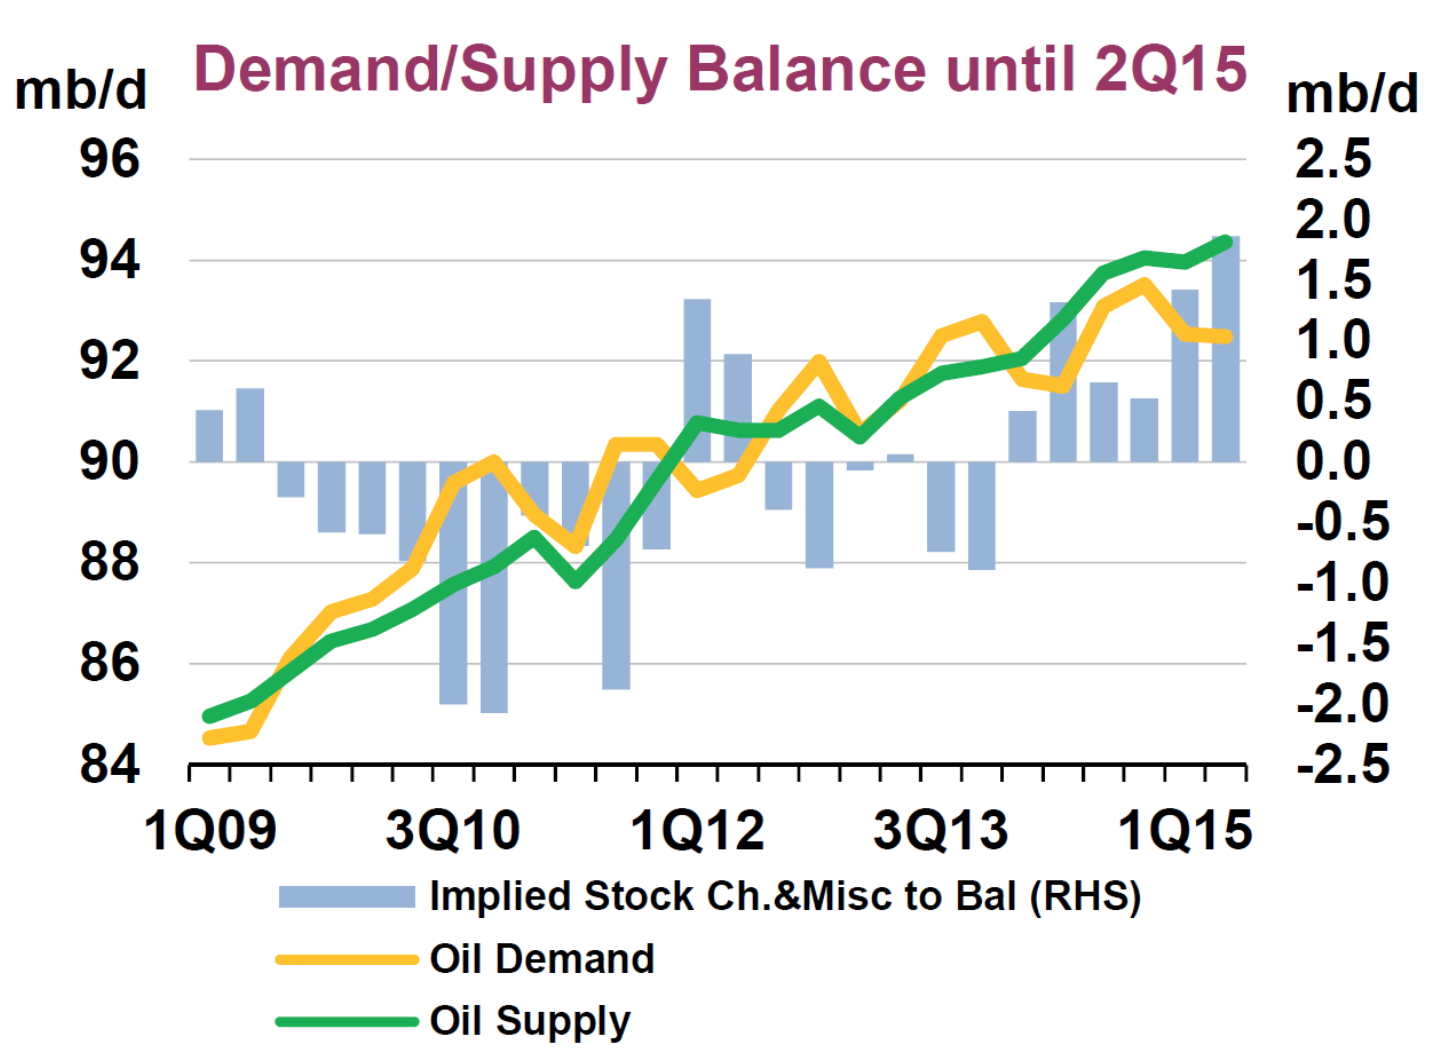 Demand/Supply Balance until 2Q15
mb/d
mb/d
96
94
92
90
88
86
84
2.5
2.0
1.5
1.0
0.5
0.0
-0.5
-1.0
-1.5
-2.0
-2.5
1Q09 3Q10 1Q12 3Q13 1Q15
Implied Stock Ch.&Misc to Bal (RHS)
Oil Demand
Oil Supply